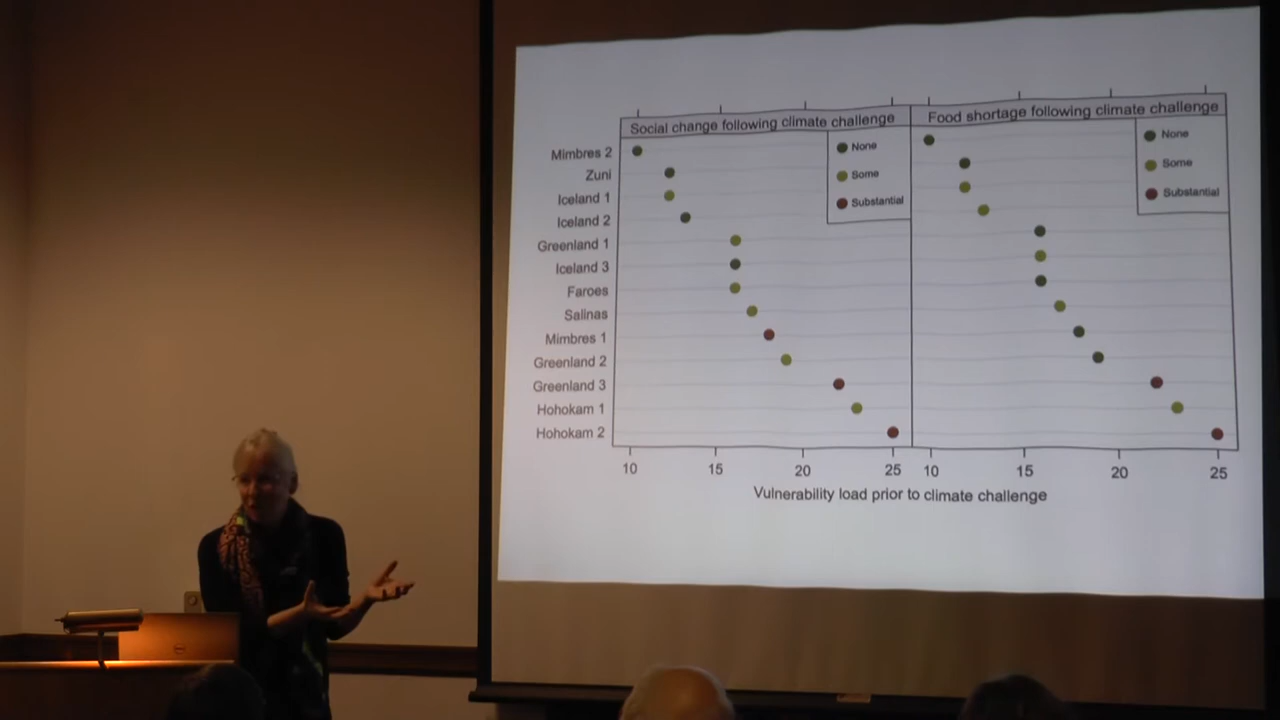 Social change following climate challenge
Food shortage following climate challenge
None
Some
Substantial
None
Some
Substantial
Mimbres 2
Zuni
Iceland 1
Iceland 2
Greenland 1
Iceland 3
Faroes
Salinas
Mimbres 1
Greenland 2
Greenland 3
Hohokam 1
Hohokam 2
10 15 20 25 10 15 20 25
Vulnerability load prior to climate challenge